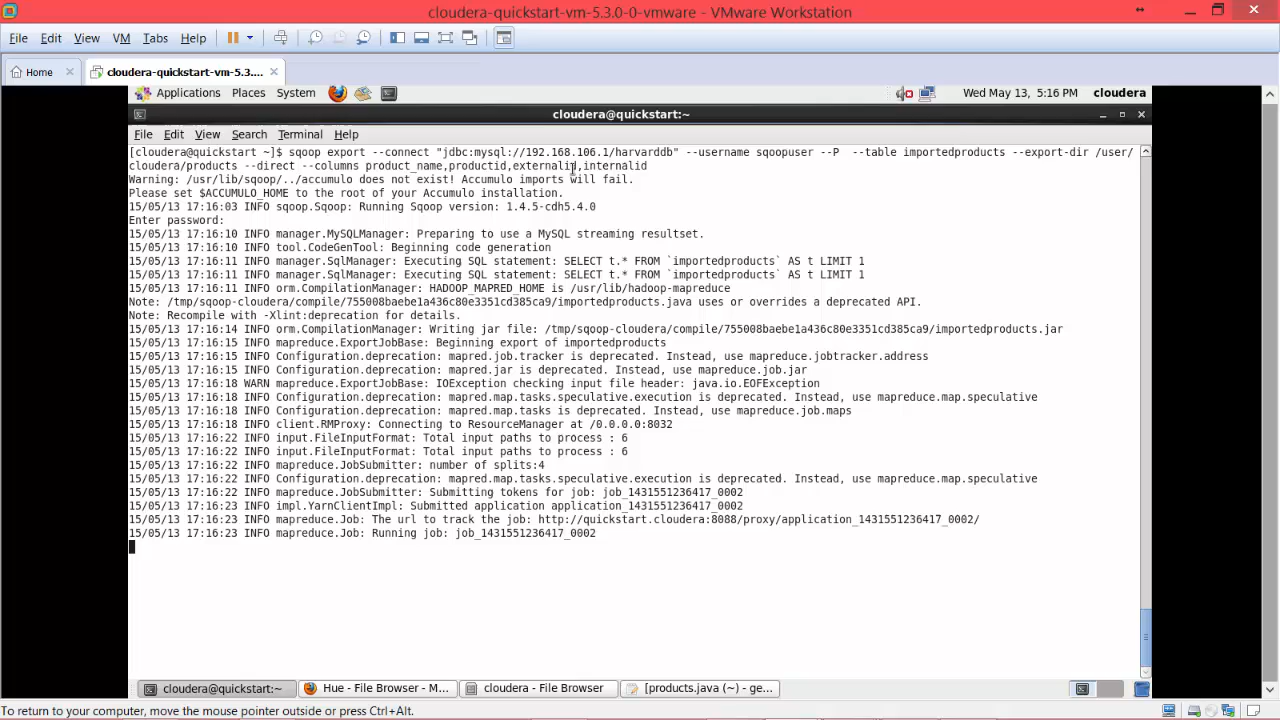 cloudera-quickstart-vm-5.3.0-0-vmware - VMware Workstation
File Edit View VM Tabs Help
Home cloudera-quickstart-vm-5.3....
Applications Places System Wed May 13, 5:16 PM cloudera
cloudera@quickstart:~
File Edit View Search Terminal Help
[cloudera@quickstart ~]$ sqoop export --connect "jdbc:mysql://192.168.106.1/harvarddb" --username sqoopuser --P  --table importedproducts --export-dir /user/
cloudera/products --direct --columns product_name,productid,externalid,internalid
Warning: /usr/lib/sqoop/../accumulo does not exist! Accumulo imports will fail.
Please set $ACCUMULO_HOME to the root of your Accumulo installation.
15/05/13 17:16:03 INFO sqoop.Sqoop: Running Sqoop version: 1.4.5-cdh5.4.0
Enter password:
15/05/13 17:16:10 INFO manager.MySQLManager: Preparing to use a MySQL streaming resultset.
15/05/13 17:16:10 INFO tool.CodeGenTool: Beginning code generation
15/05/13 17:16:11 INFO manager.SqlManager: Executing SQL statement: SELECT t.* FROM `importedproducts` AS t LIMIT 1
15/05/13 17:16:11 INFO manager.SqlManager: Executing SQL statement: SELECT t.* FROM `importedproducts` AS t LIMIT 1
15/05/13 17:16:11 INFO orm.CompilationManager: HADOOP_MAPRED_HOME is /usr/lib/hadoop-mapreduce
Note: /tmp/sqoop-cloudera/compile/755008baebe1a436c80e3351cd385ca9/importedproducts.java uses or overrides a deprecated API.
Note: Recompile with -Xlint:deprecation for details.
15/05/13 17:16:14 INFO orm.CompilationManager: Writing jar file: /tmp/sqoop-cloudera/compile/755008baebe1a436c80e3351cd385ca9/importedproducts.jar
15/05/13 17:16:15 INFO mapreduce.ExportJobBase: Beginning export of importedproducts
15/05/13 17:16:15 INFO Configuration.deprecation: mapred.job.tracker is deprecated. Instead, use mapreduce.jobtracker.address
15/05/13 17:16:15 INFO Configuration.deprecation: mapred.jar is deprecated. Instead, use mapreduce.job.jar
15/05/13 17:16:18 WARN mapreduce.ExportJobBase: IOException checking input file header: java.io.EOFException
15/05/13 17:16:18 INFO Configuration.deprecation: mapred.map.tasks.speculative.execution is deprecated. Instead, use mapreduce.map.speculative
15/05/13 17:16:18 INFO Configuration.deprecation: mapred.map.tasks is deprecated. Instead, use mapreduce.job.maps
15/05/13 17:16:18 INFO client.RMProxy: Connecting to ResourceManager at /0.0.0.0:8032
15/05/13 17:16:22 INFO input.FileInputFormat: Total input paths to process : 6
15/05/13 17:16:22 INFO input.FileInputFormat: Total input paths to process : 6
15/05/13 17:16:22 INFO mapreduce.JobSubmitter: number of splits:4
15/05/13 17:16:22 INFO Configuration.deprecation: mapred.map.tasks.speculative.execution is deprecated. Instead, use mapreduce.map.speculative
15/05/13 17:16:22 INFO mapreduce.JobSubmitter: Submitting tokens for job: job_1431551236417_0002
15/05/13 17:16:23 INFO impl.YarnClientImpl: Submitted application application_1431551236417_0002
15/05/13 17:16:23 INFO mapreduce.Job: The url to track the job: http://quickstart.cloudera:8088/proxy/application_1431551236417_0002/
15/05/13 17:16:23 INFO mapreduce.Job: Running job: job_1431551236417_0002
cloudera@quickstart:~ Hue - File Browser - M... cloudera - File Browser [products.java (~) - ge...
To return to your computer, move the mouse pointer outside or press Ctrl+Alt.